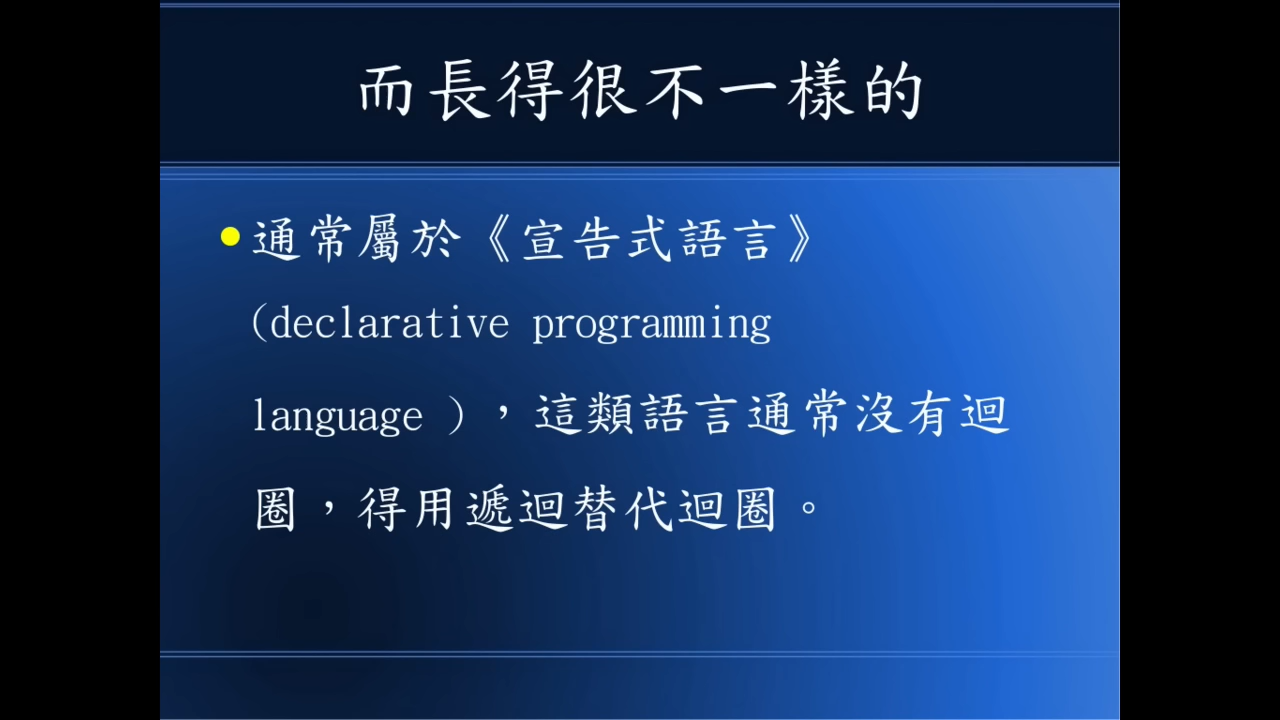 而長得很不一樣的
通常屬於《宣告式語言》
(declarative programming
language )，這類語言通常沒有迴
圈，得用遞迴替代迴圈。